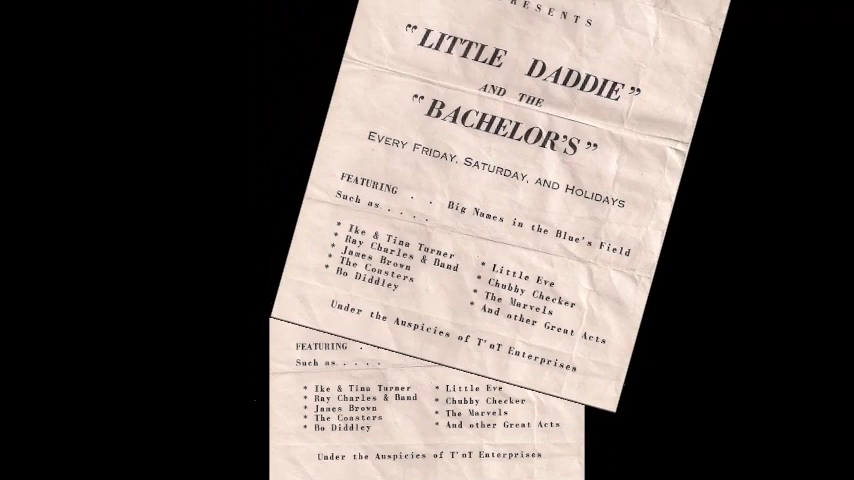 "LITTLE DADDIE"
AND THE
"BACHELOR'S"
EVERY FRIDAY, SATURDAY, AND HOLIDAYS
FEATURING . . Big Names in the Blue's Field
Such as . . . .
* Ike & Tina Turner
* Ray Charles & Band
* James Brown
* The Coasters
* Bo Diddley
* Little Eve
* Chubby Checker
* The Marvels
* And other Great Acts
Under the Auspicies of T'nT Enterprises
FEATURING . .
Such as . . . .
* Ike & Tina Turner
* Ray Charles & Band
* James Brown
* The Coasters
* Bo Diddley
* Little Eve
* Chubby Checker
* The Marvels
* And other Great Acts
Under the Auspicies of T'nT Enterprises